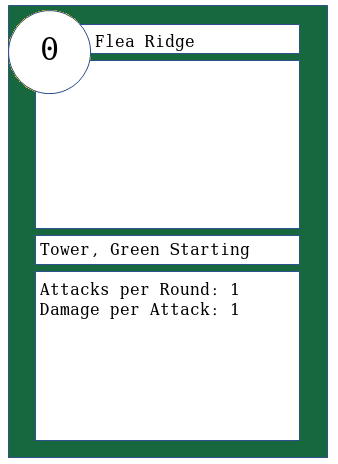 0
Flea Ridge
Tower, Green Starting
Attacks per Round: 1
Damage per Attack: 1